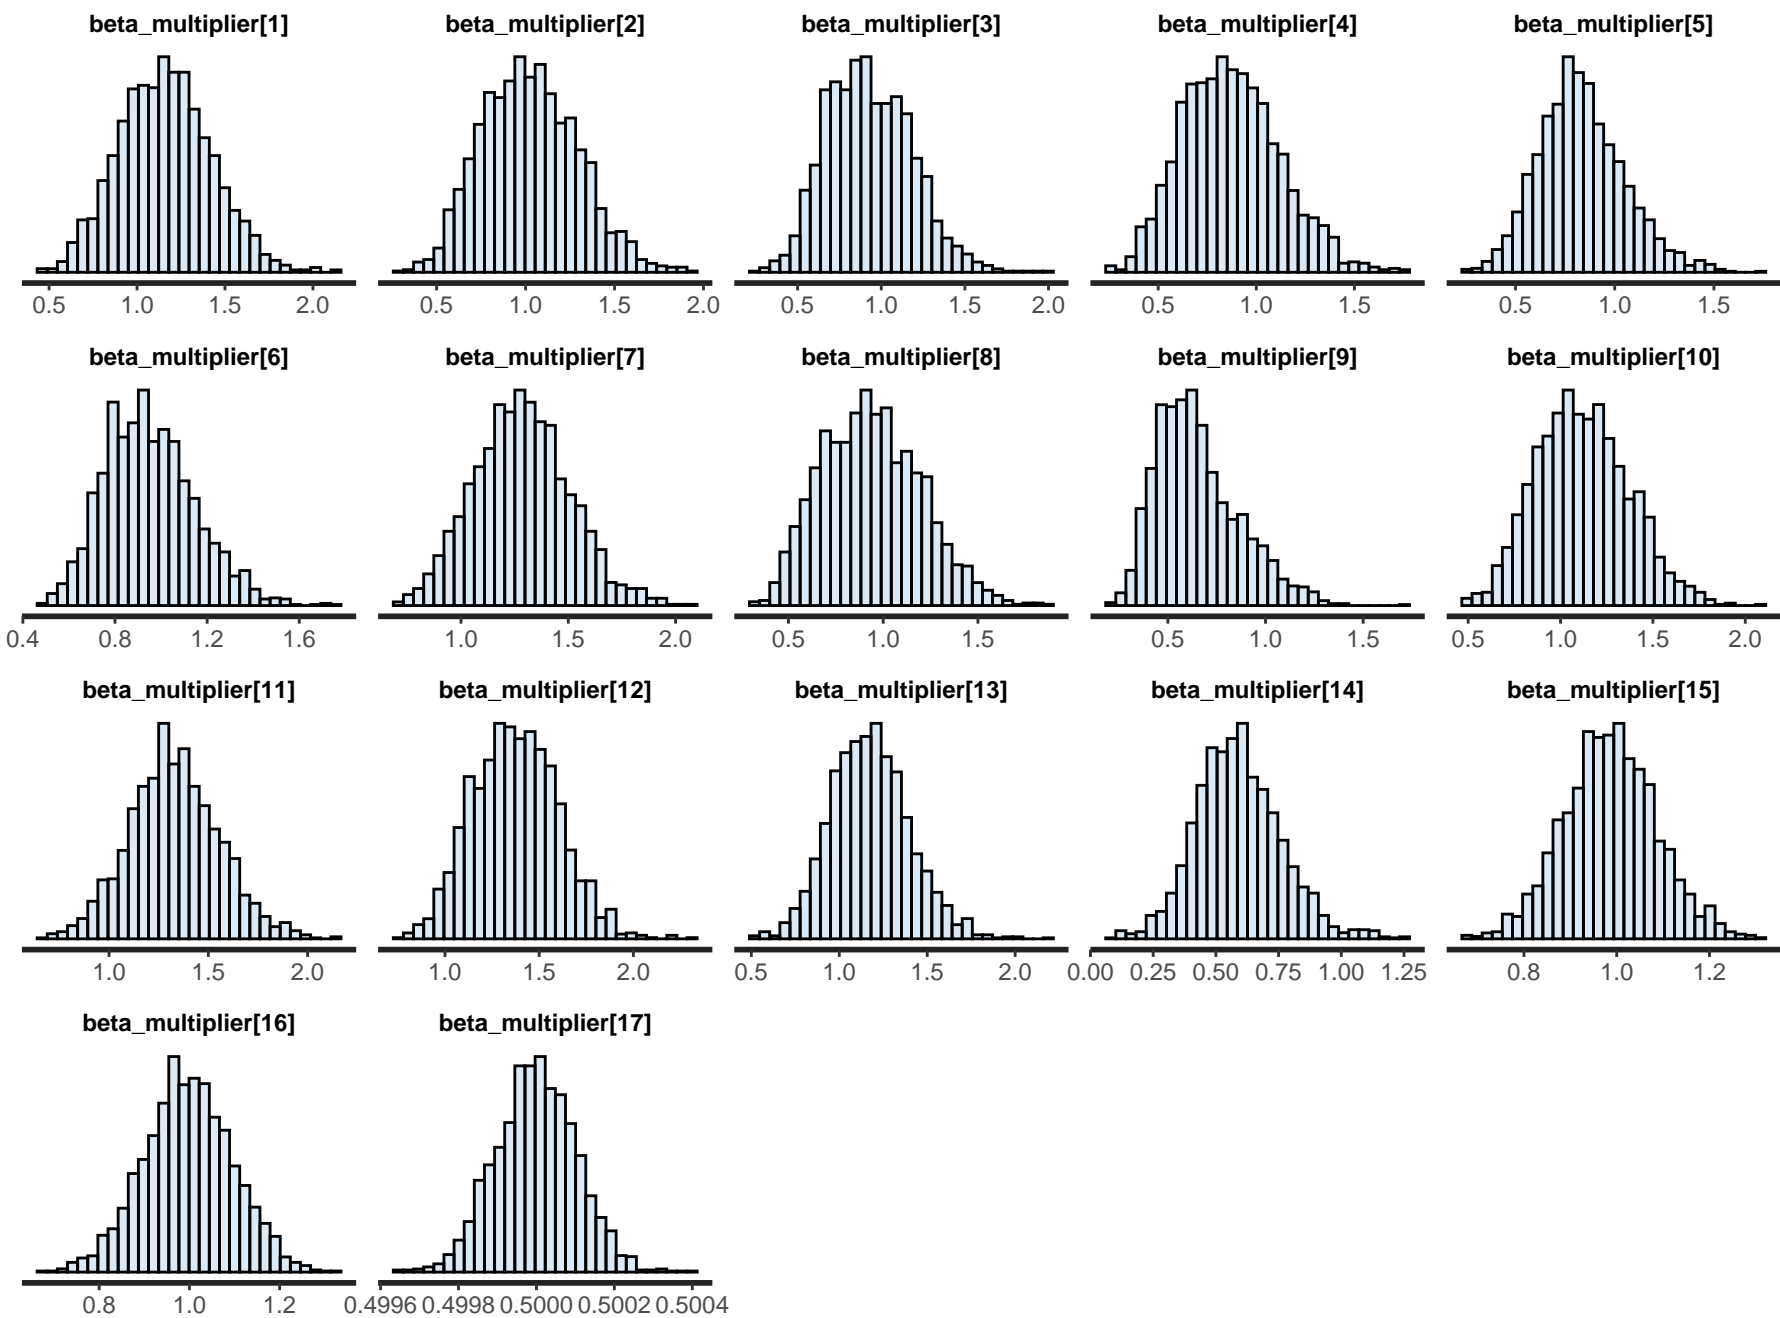 beta_multiplier[1] beta_multiplier[2] beta_multiplier[3] beta_multiplier[4] beta_multiplier[5]
0.5 1.0 1.5 2.0 0.5 1.0 1.5 2.0 0.5 1.0 1.5 2.0 0.5 1.0 1.5 0.5 1.0 1.5
beta_multiplier[6] beta_multiplier[7] beta_multiplier[8] beta_multiplier[9] beta_multiplier[10]
0.4 0.8 1.2 1.6 1.0 1.5 2.0 0.5 1.0 1.5 0.5 1.0 1.5 0.5 1.0 1.5 2.0
beta_multiplier[11] beta_multiplier[12] beta_multiplier[13] beta_multiplier[14] beta_multiplier[15]
1.0 1.5 2.0 1.0 1.5 2.0 0.5 1.0 1.5 2.0 0.00 0.25 0.50 0.75 1.00 1.25 0.8 1.0 1.2
beta_multiplier[16] beta_multiplier[17]
0.8 1.0 1.2 0.4996 0.4998 0.5000 0.5002 0.5004